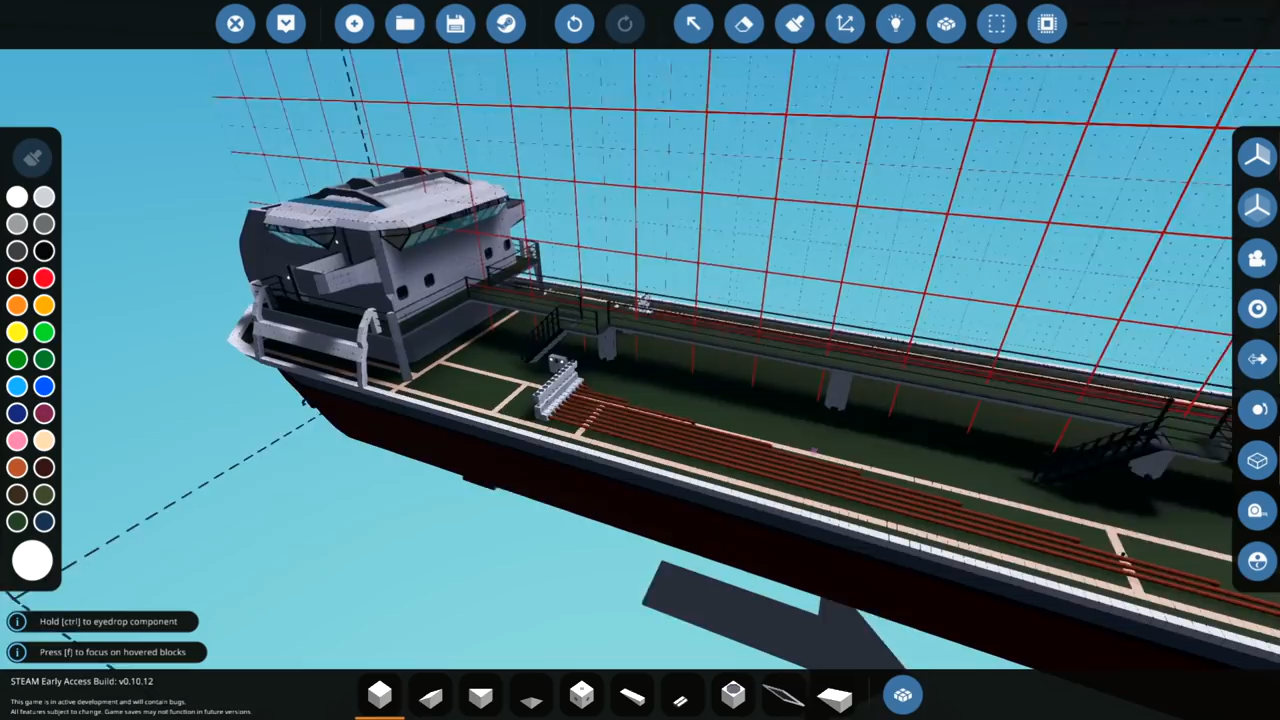 Hold [ctrl] to eyedrop component
Press [f] to focus on hovered blocks
STEAM Early Access Build: v0.10.12
This game is in active development and will contain bugs.
All features subject to change. Game saves may not function in future versions.